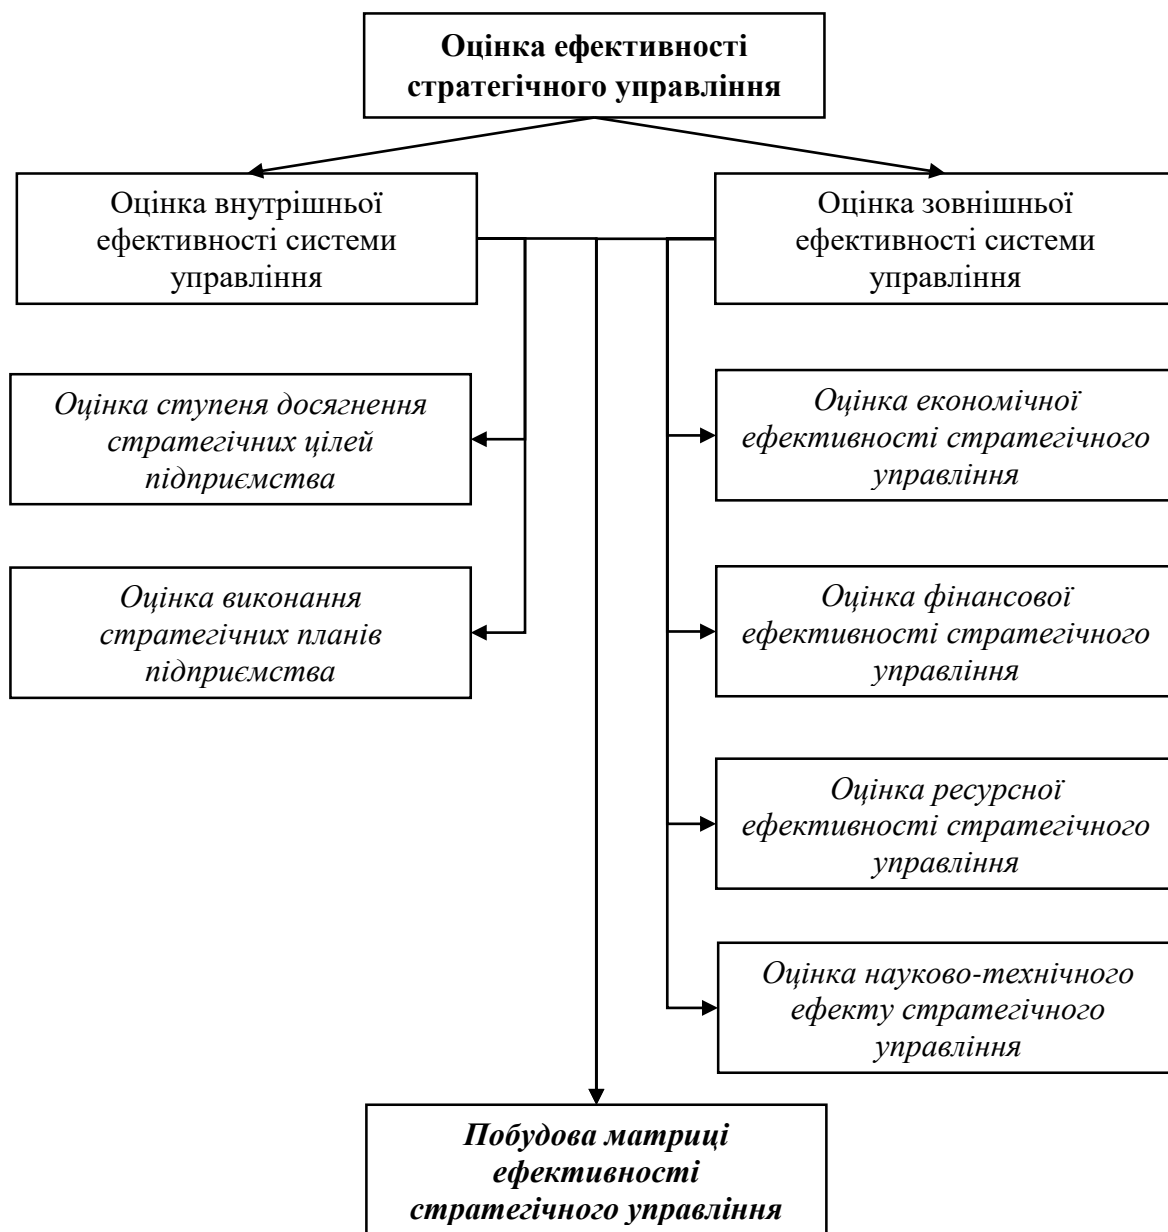 Оцінка ефективності
стратегічного управління
Оцінка внутрішньої
ефективності системи
управління
Оцінка зовнішньої
ефективності системи
управління
Оцінка ступеня досягнення
стратегічних цілей
підприємства
Оцінка економічної
ефективності стратегічного
управління
Оцінка виконання
стратегічних планів
підприємства
Оцінка фінансової
ефективності стратегічного
управління
Оцінка ресурсної
ефективності стратегічного
управління
Оцінка науково-технічного
ефекту стратегічного
управління
Побудова матриці
ефективності
стратегічного управління